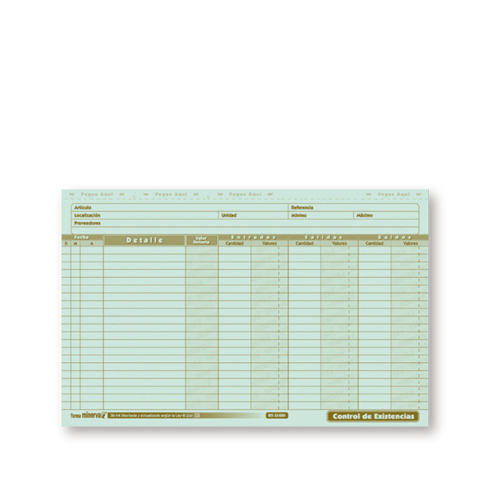 Pegue Aquí Pegue Aquí Pegue Aquí Pegue Aquí
Artículo Referencia
Localización Unidad Mínimo Máximo
Proveedores
Fecha Detalle Valor Unitario Entradas Salidas Saldos
D M A Cantidad Valores Cantidad Valores Cantidad Valores
forma minerva
Control de Existencias